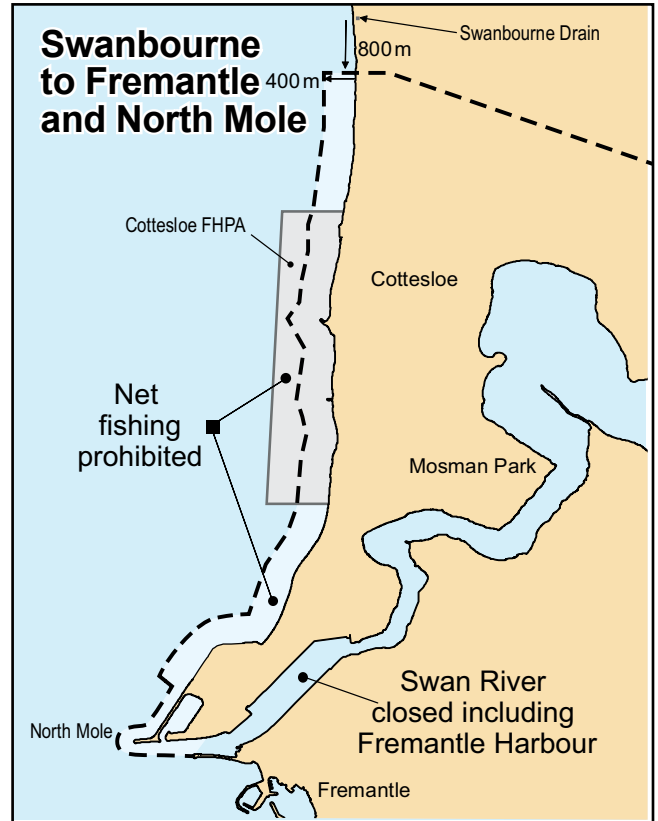 Swanbourne
to Fremantle
and North Mole
Swanbourne Drain
800 m
400 m
Cottesloe FHPA
Cottesloe
Net
fishing
prohibited
Mosman Park
Swan River
closed including
Fremantle Harbour
North Mole
Fremantle